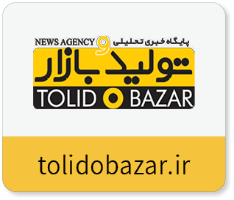 پایگاه خبری تحلیلی NEWS AGENCY
تولید و بازار
TOLID O BAZAR
tolidobazar.ir